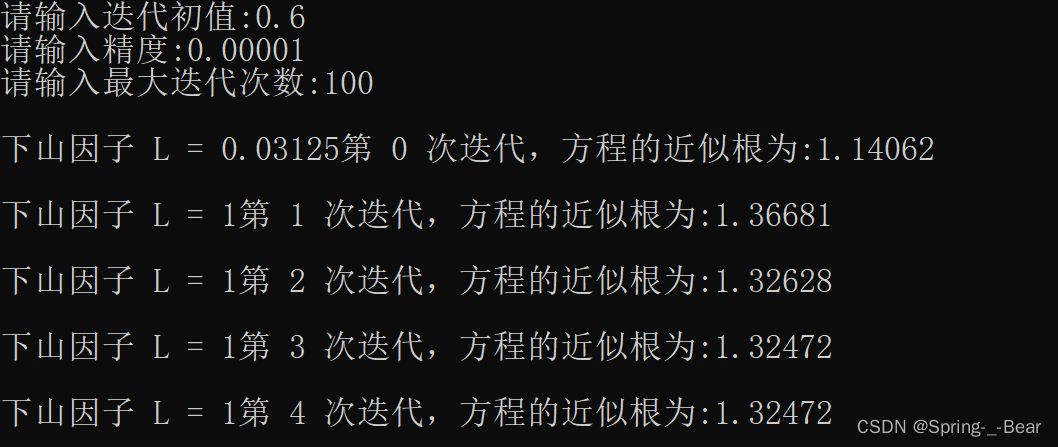 请输入迭代初值:0.6
请输入精度:0.00001
请输入最大迭代次数:100
下山因子 L = 0.03125第 0 次迭代，方程的近似根为:1.14062
下山因子 L = 1第 1 次迭代，方程的近似根为:1.36681
下山因子 L = 1第 2 次迭代，方程的近似根为:1.32628
下山因子 L = 1第 3 次迭代，方程的近似根为:1.32472
下山因子 L = 1第 4 次迭代，方程的近似根为:1.32472
CSDN @Spring-_-Bear